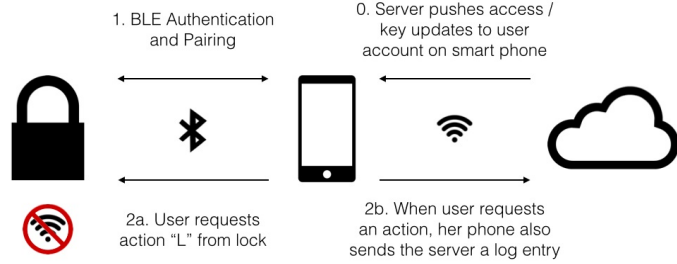 1. BLE Authentication
and Pairing
0. Server pushes access /
key updates to user
account on smart phone
2a. User requests
action “L” from lock
2b. When user requests
an action, her phone also
sends the server a log entry